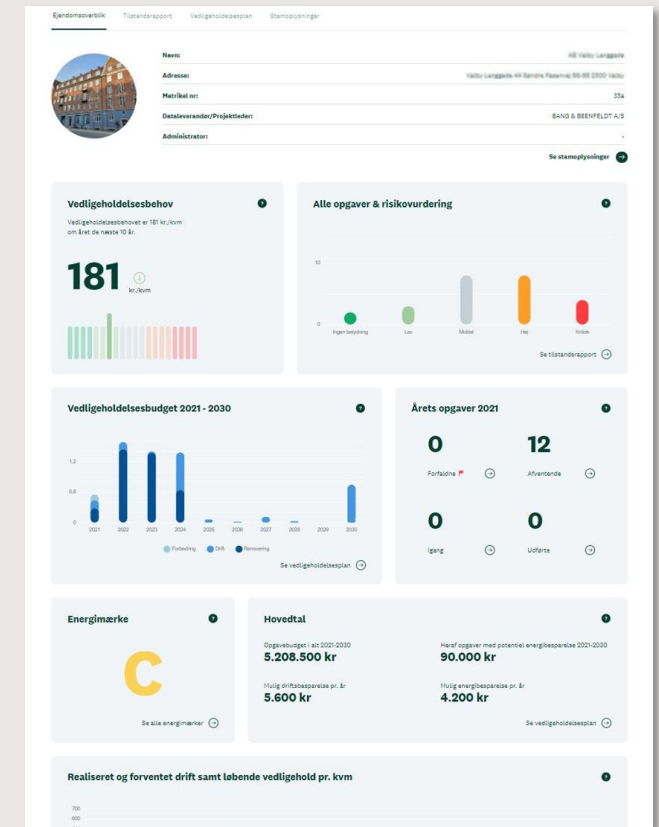 Ejendomsoverblik Tilstandsrapport Vedligeholdelsesplan Stamoplysninger
Navn:
Adresse:
Matrikel nr: 33a
Dataleverandør/Projektleder: BANG & BEENFELDT A/S
Administrator: -
Se stamoplysninger
Vedligeholdelsesbehov
Vedligeholdelsesbehovet er 181 kr./kvm
om året de næste 10 år.
181
kr./kvm
Alle opgaver & risikovurdering
10
0
Ingen betydning Lav Middel Høj Kritisk
Se tilstandsrapport
Vedligeholdelsesbudget 2021 - 2030
1,2
0,6
0
2021 2022 2023 2024 2025 2026 2027 2028 2029 2030
Forbedring Drift Renovering
Se vedligeholdelsesplan
Årets opgaver 2021
0 12
Forfaldne Afventende
0 0
Igang Udførte
Energimærke
C
Se alle energimærker
Hovedtal
Opgavebudget i alt 2021-2030 Heraf opgaver med potentiel energibesparelse 2021-2030
5.208.500 kr 90.000 kr
Mulig driftsbesparelse pr. år Mulig energibesparelse pr. år
5.600 kr 4.200 kr
Se vedligeholdelsesplan
Realiseret og forventet drift samt løbende vedligehold pr. kvm
700
600